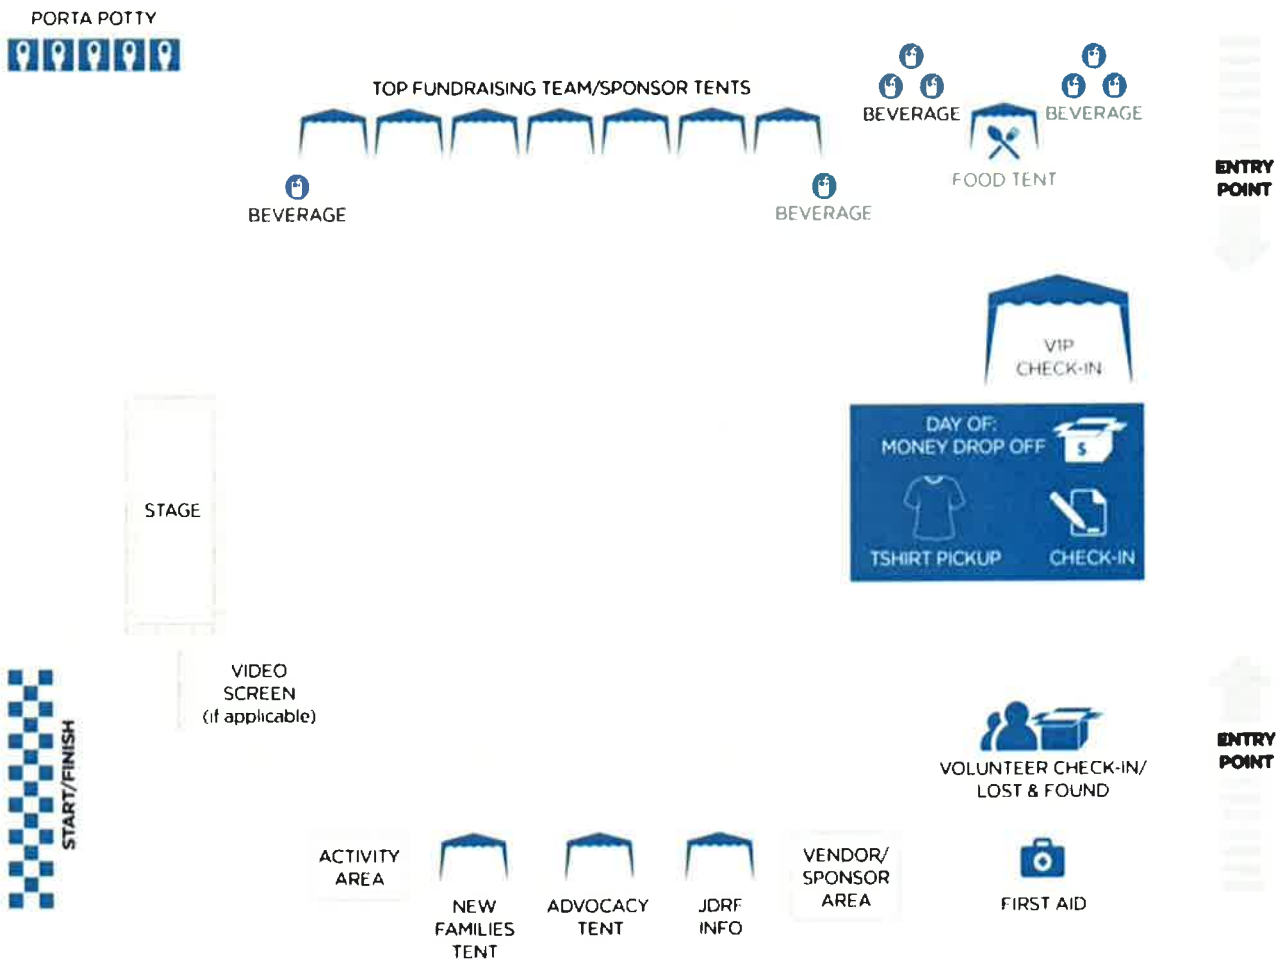 PORTA POTTY
TOP FUNDRAISING TEAM/SPONSOR TENTS
BEVERAGE
BEVERAGE
FOOD TENT
BEVERAGE
BEVERAGE
ENTRY
POINT
VIP
CHECK-IN
DAY OF:
MONEY DROP OFF
$
TSHIRT PICKUP
CHECK-IN
STAGE
VIDEO
SCREEN
(if applicable)
START/FINISH
VOLUNTEER CHECK-IN/
LOST & FOUND
ENTRY
POINT
ACTIVITY
AREA
NEW
FAMILIES
TENT
ADVOCACY
TENT
JDRF
INFO
VENDOR/
SPONSOR
AREA
FIRST AID